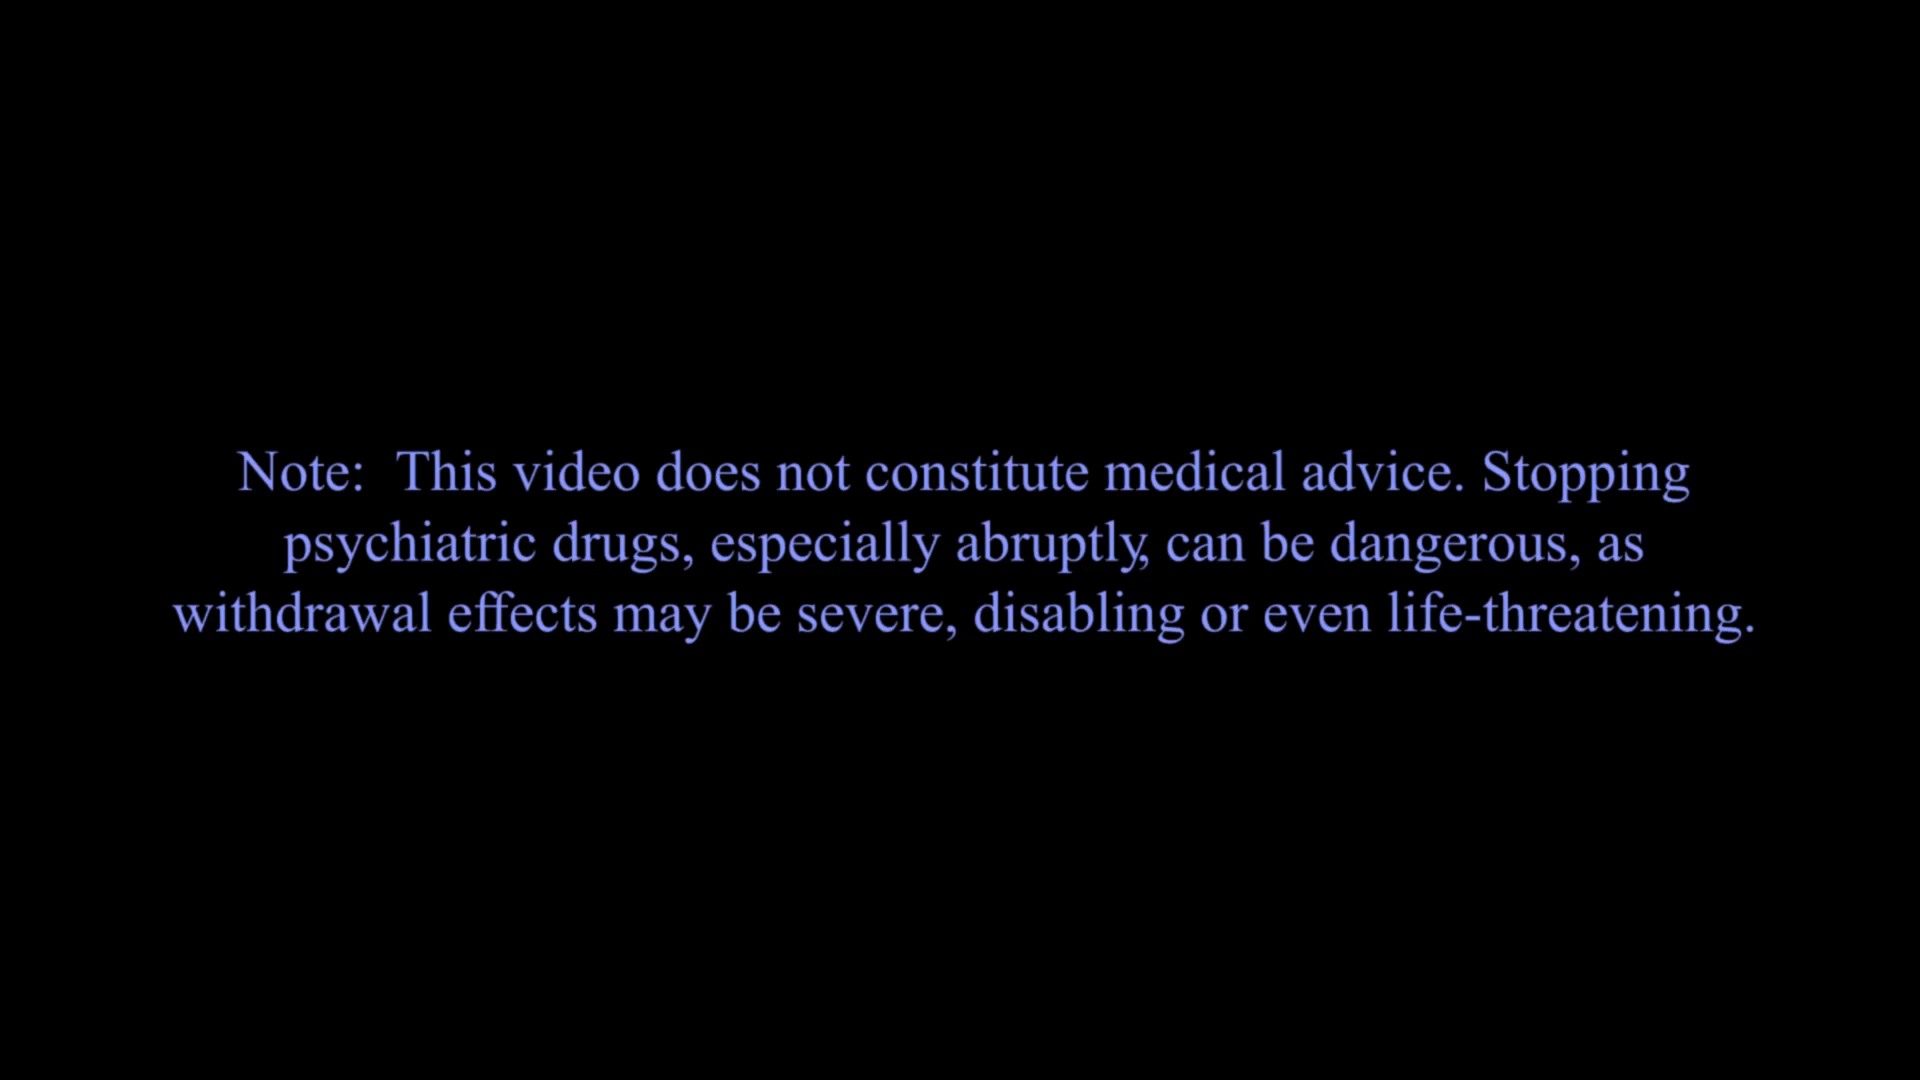 Note:  This video does not constitute medical advice. Stopping
psychiatric drugs, especially abruptly, can be dangerous, as
withdrawal effects may be severe, disabling or even life-threatening.